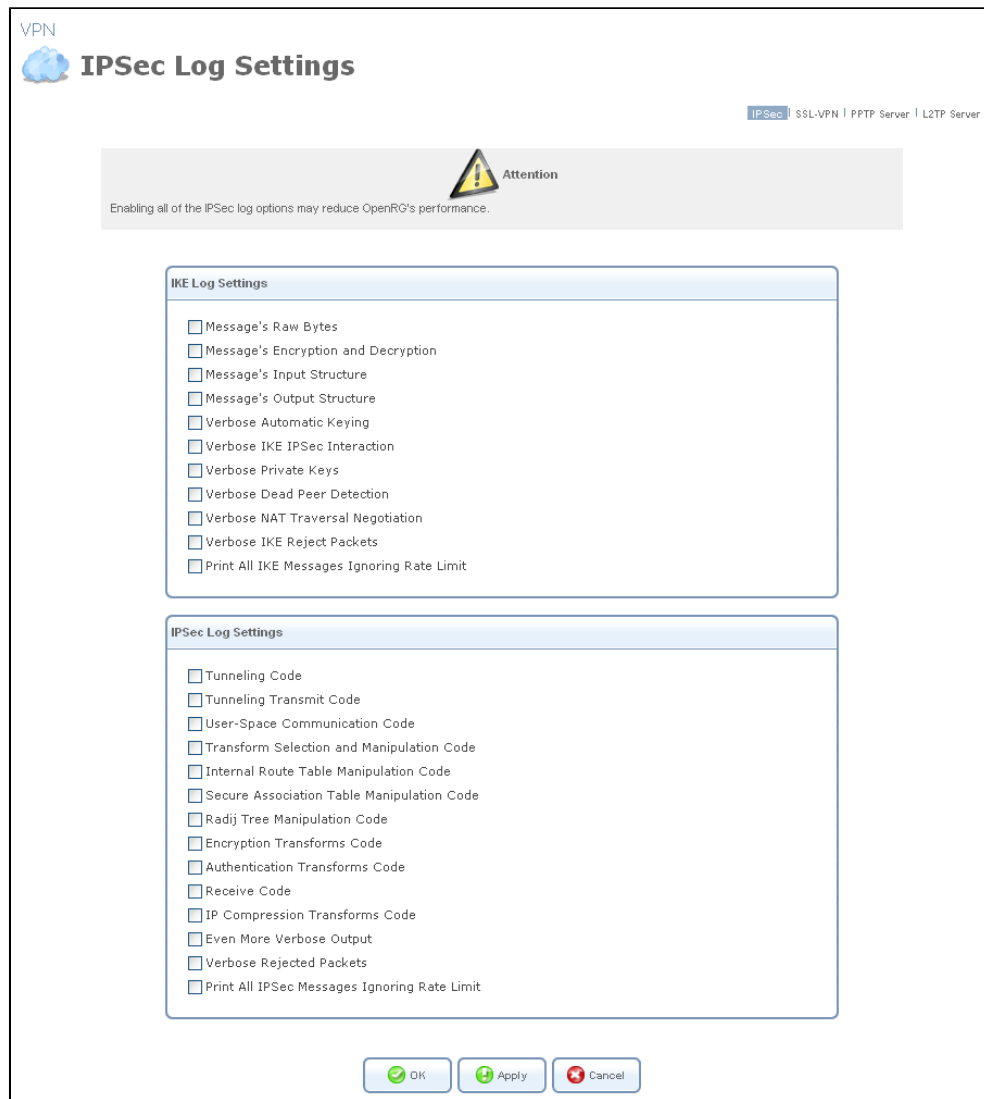 VPN
IPSec Log Settings
IPSec | SSL-VPN | PPTP Server | L2TP Server
Attention
Enabling all of the IPSec log options may reduce OpenRG's performance.
IKE Log Settings
Message's Raw Bytes
Message's Encryption and Decryption
Message's Input Structure
Message's Output Structure
Verbose Automatic Keying
Verbose IKE IPSec Interaction
Verbose Private Keys
Verbose Dead Peer Detection
Verbose NAT Traversal Negotiation
Verbose IKE Reject Packets
Print All IKE Messages Ignoring Rate Limit
IPSec Log Settings
Tunneling Code
Tunneling Transmit Code
User-Space Communication Code
Transform Selection and Manipulation Code
Internal Route Table Manipulation Code
Secure Association Table Manipulation Code
Radij Tree Manipulation Code
Encryption Transforms Code
Authentication Transforms Code
Receive Code
IP Compression Transforms Code
Even More Verbose Output
Verbose Rejected Packets
Print All IPSec Messages Ignoring Rate Limit
OK Apply Cancel